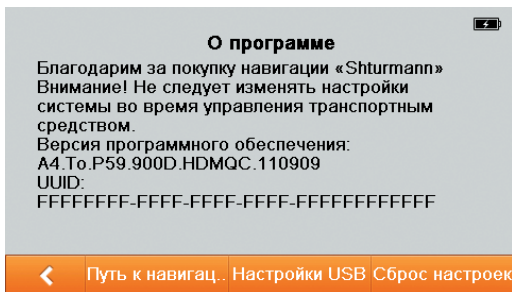 О программе
Благодарим за покупку навигации «Shturmann»
Внимание! Не следует изменять настройки
системы во время управления транспортным
средством.
Версия программного обеспечения:
A4.To.P59.900D.HDMQC.110909
UUID:
FFFFFFFF-FFFF-FFFF-FFFF-FFFFFFFFFFFF
Путь к навигац.. Настройки USB Сброс настроек